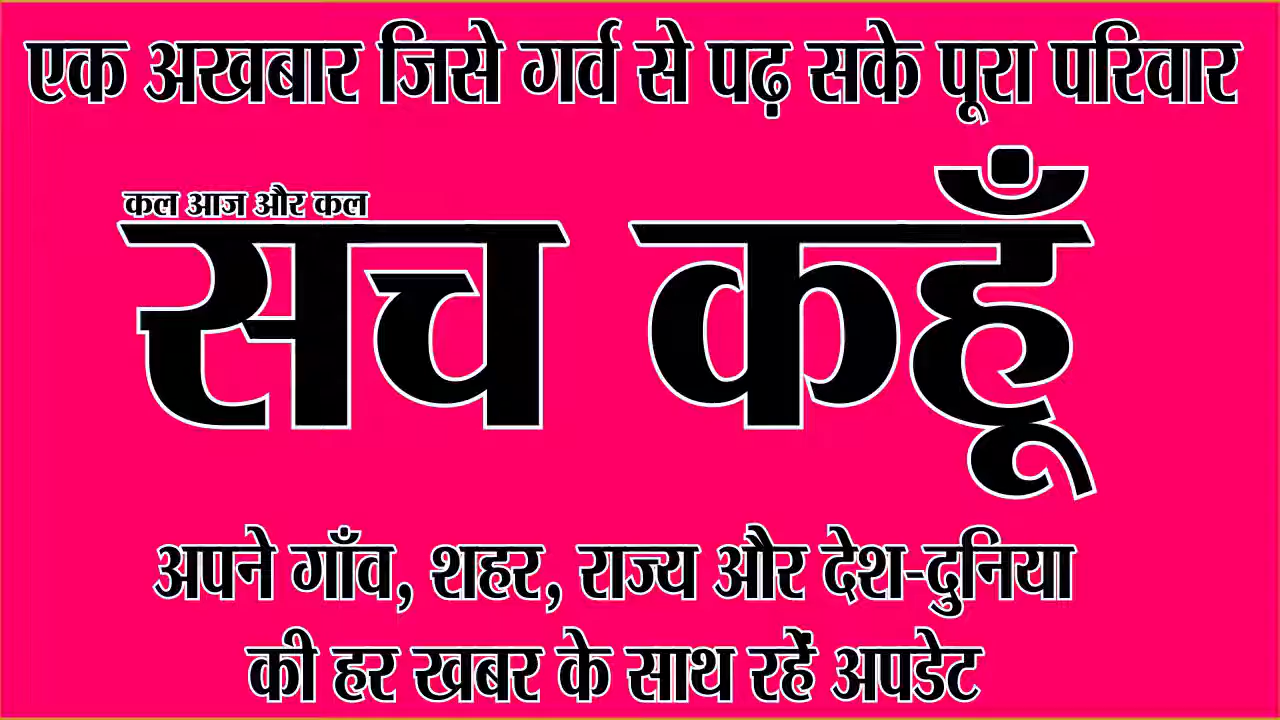 एक अखबार जिसे गर्व से पढ़ सके पूरा परिवार
कल आज और कल
सच कहूँ
अपने गाँव, शहर, राज्य और देश-दुनिया
की हर खबर के साथ रहें अपडेट